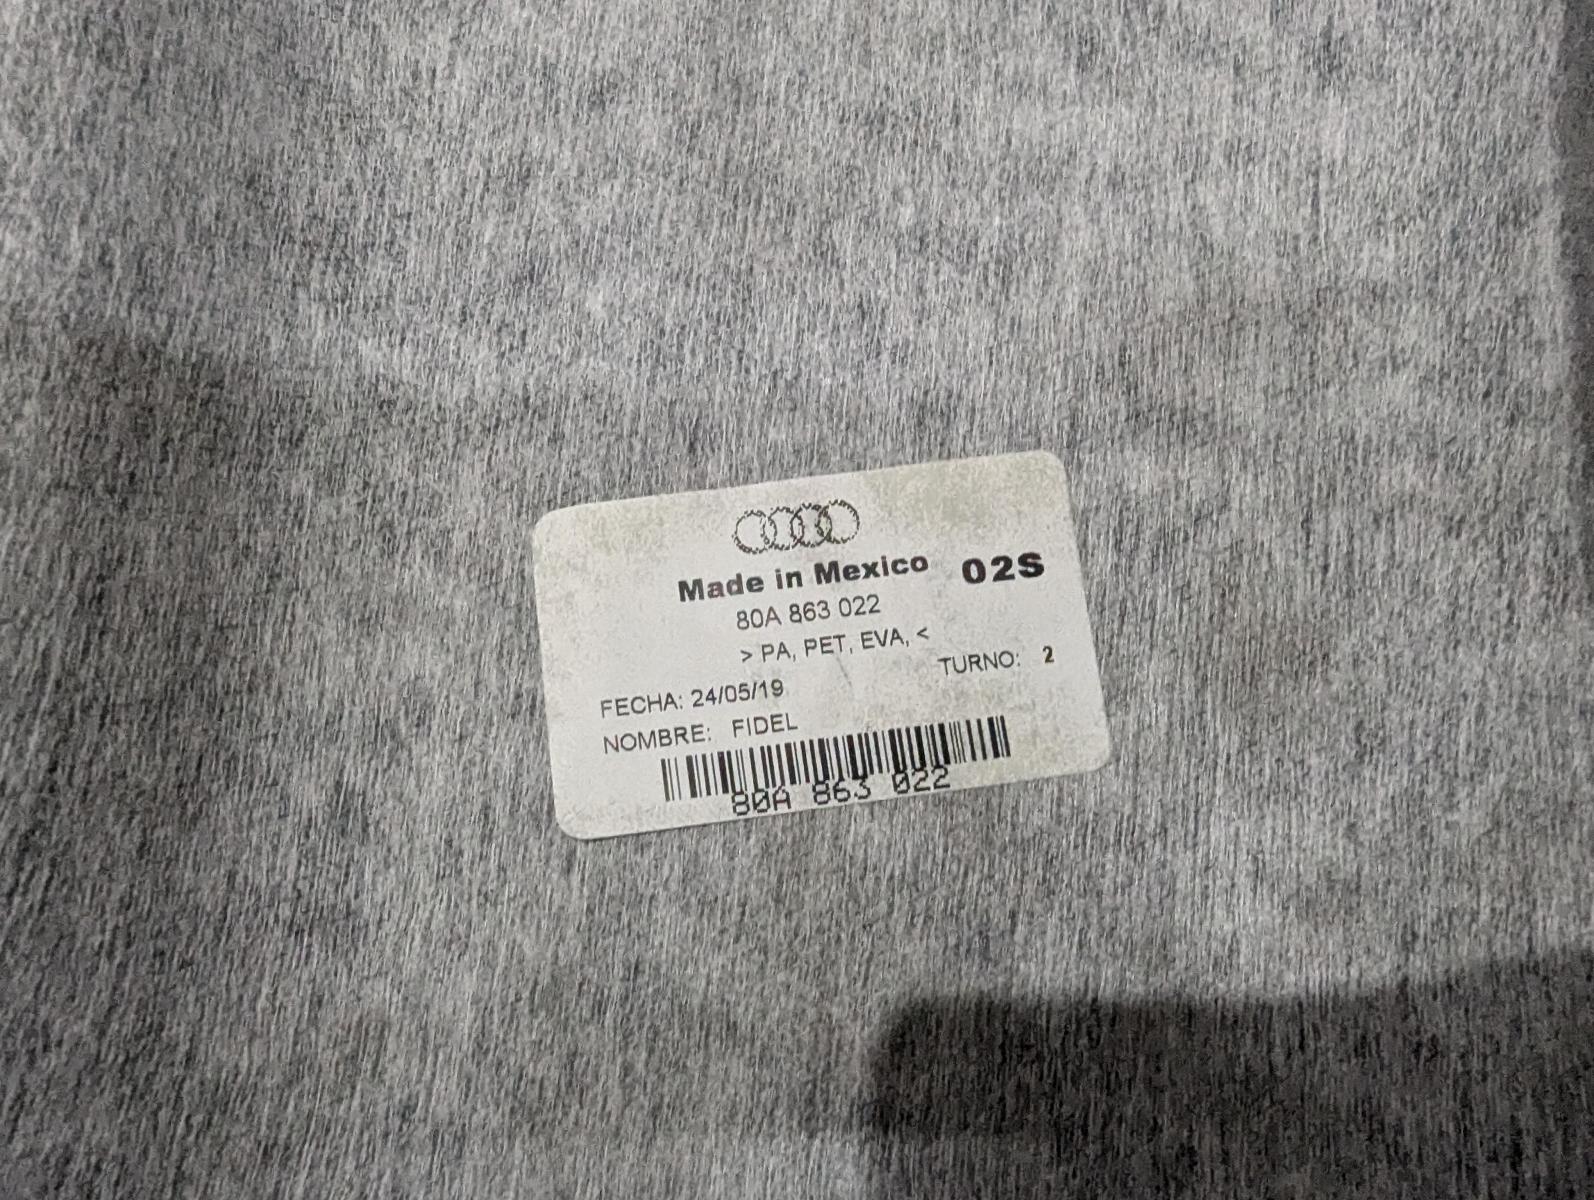 Made in Mexico 02S
80A 863 022
> PA, PET, EVA, <
TURNO: 2
FECHA: 24/05/19
NOMBRE: FIDEL
80A 863 022